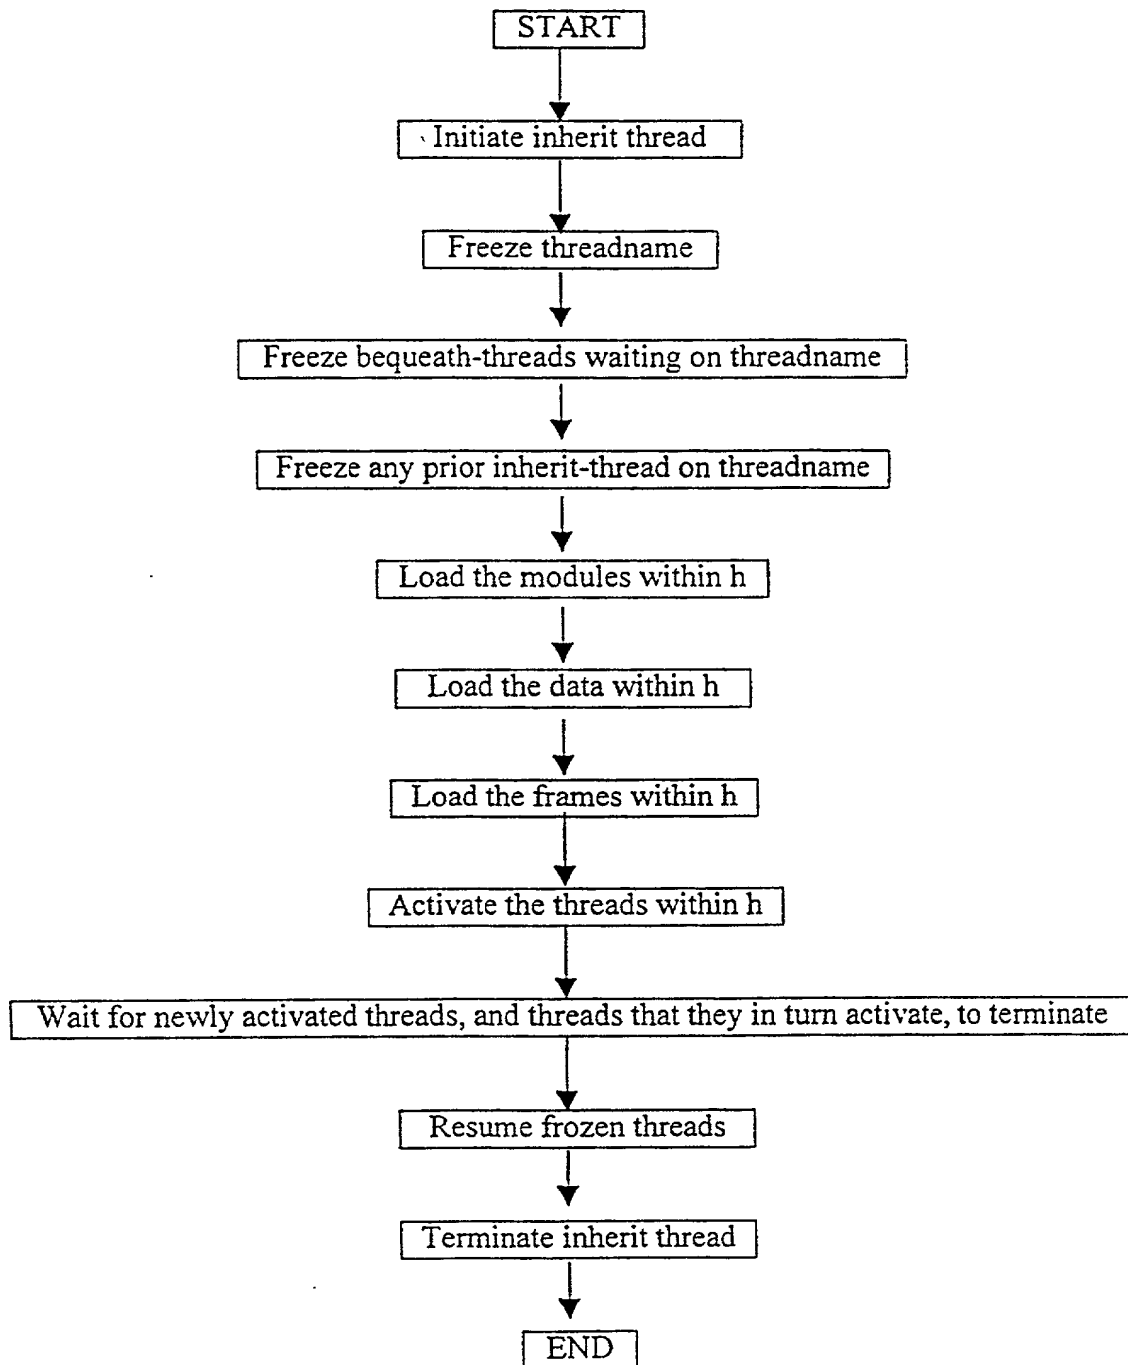 START
Initiate inherit thread
Freeze threadname
Freeze bequeath-threads waiting on threadname
Freeze any prior inherit-thread on threadname
Load the modules within h
Load the data within h
Load the frames within h
Activate the threads within h
Wait for newly activated threads, and threads that they in turn activate, to terminate
Resume frozen threads
Terminate inherit thread
END